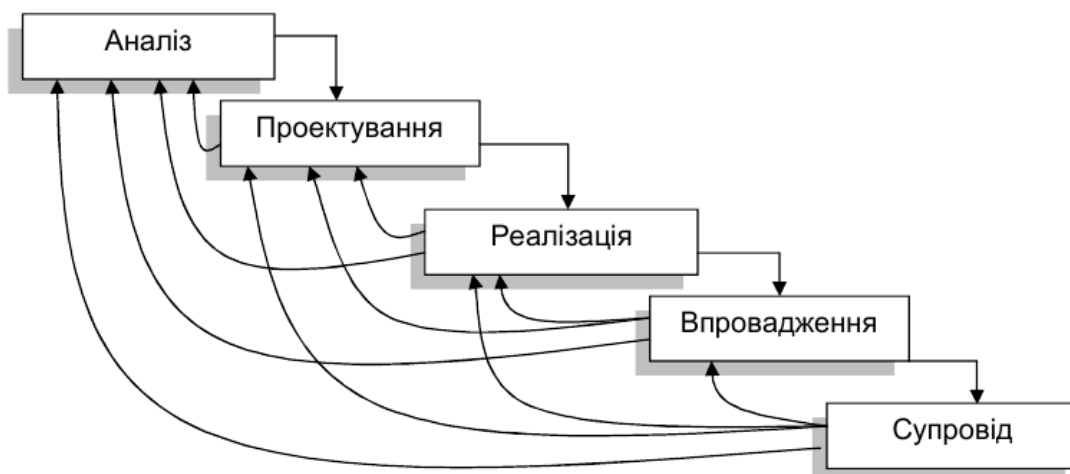 Аналіз
Проектування
Реалізація
Впровадження
Супровід